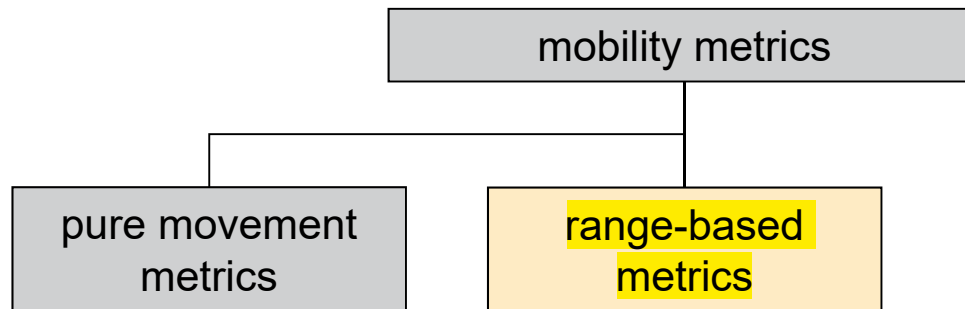 mobility metrics
pure movement
metrics
range-based
metrics